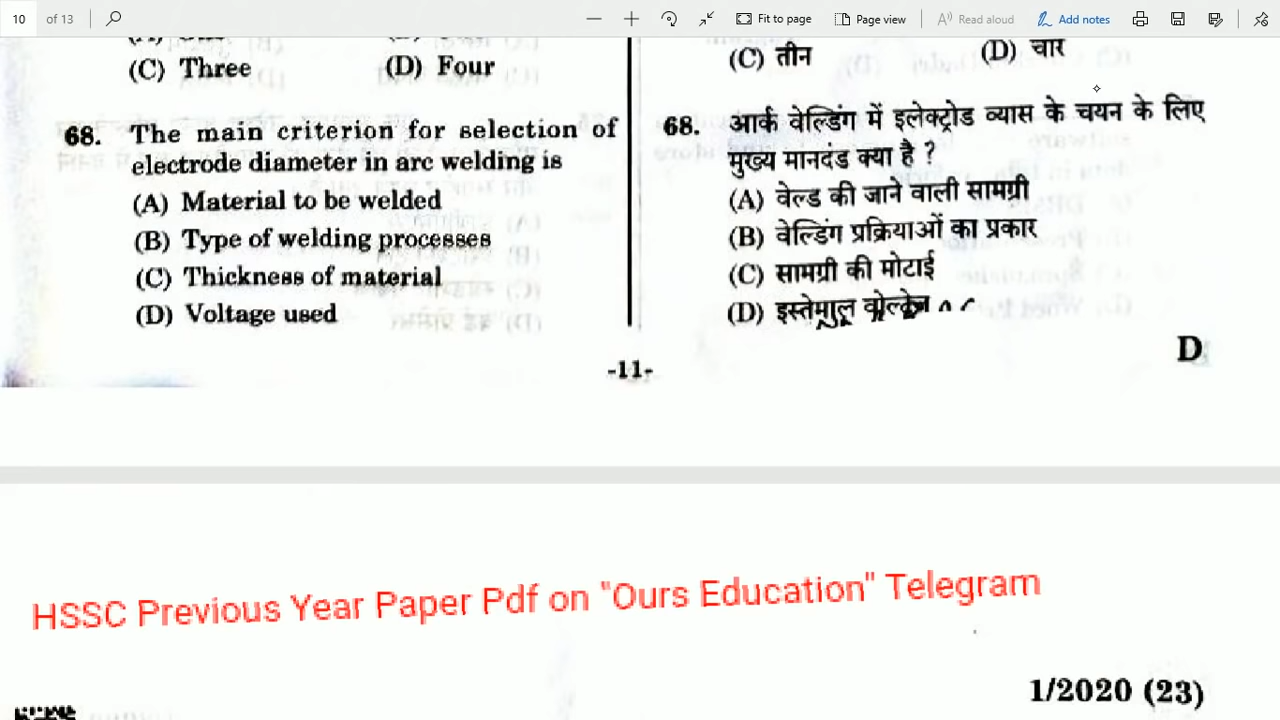 10 of 13
Fit to page
Page view
Read aloud
Add notes
(C) Three (D) Four
68. The main criterion for selection of
electrode diameter in arc welding is
(A) Material to be welded
(B) Type of welding processes
(C) Thickness of material
(D) Voltage used
(C) तीन (D) चार
68. आर्क वेल्डिंग में इलेक्ट्रोड व्यास के चयन के लिए
मुख्य मानदंड क्या है ?
(A) वेल्ड की जाने वाली सामग्री
(B) वेल्डिंग प्रक्रियाओं का प्रकार
(C) सामग्री की मोटाई
(D) इस्तेमाल वोल्टेज
-11-
D
HSSC Previous Year Paper Pdf on "Ours Education" Telegram
1/2020 (23)